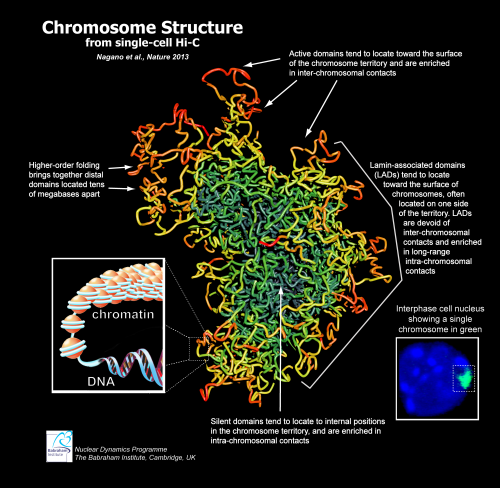 Chromosome Structure
from single-cell Hi-C
Nagano et al., Nature 2013
Active domains tend to locate toward the surface
of the chromosome territory and are enriched
in inter-chromosomal contacts
Higher-order folding
brings together distal
domains located tens
of megabases apart
Lamin-associated domains
(LADs) tend to locate
toward the surface of
chromosomes, often
located on one side
of the territory. LADs
are devoid of
inter-chromosomal
contacts and enriched
in long-range
intra-chromosomal
contacts
chromatin
DNA
Interphase cell nucleus
showing a single
chromosome in green
Silent domains tend to locate to internal positions
in the chromosome territory, and are enriched in
intra-chromosomal contacts
Babraham
Institute
Nuclear Dynamics Programme
The Babraham Institute, Cambridge, UK